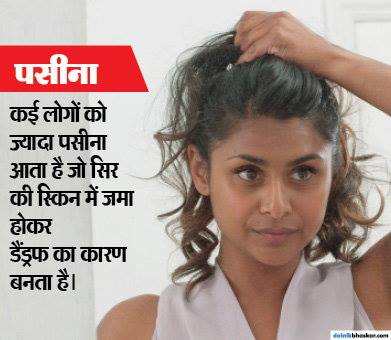 पसीना
कई लोगों को
ज्यादा पसीना
आता है जो सिर
की स्किन में जमा
होकर
डैंड्रफ का कारण
बनता है।
dainikbhaskar.com